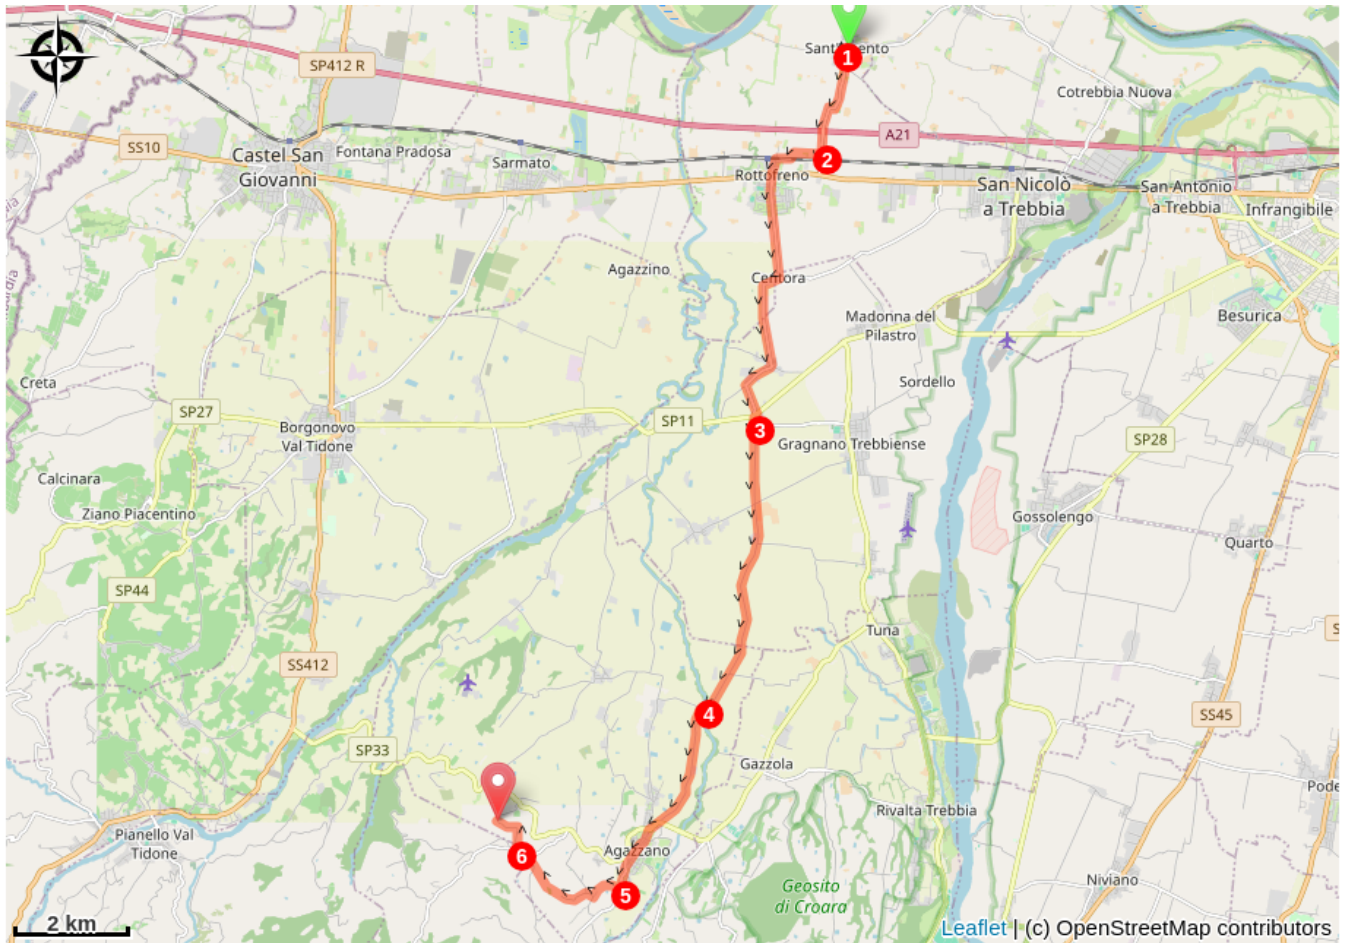 Sant'Imento
1
SP412 R
Cotrebbia Nuova
A21
SS10
Castel San
Giovanni
Fontana Pradosa
Sarmato
2
Rottofreno
San Nicolò
a Trebbia
San Antonio
a Trebbia
Infrangibile
Agazzino
Centora
Madonna del
Pilastro
Besurica
Creta
Sordello
SP27
SP11
Borgonovo
Val Tidone
3
Gragnano Trebbiense
SP28
Calcinara
Ziano Piacentino
Gossolengo
Quarto
SP44
Tuna
S
SS412
4
SS45
SP33
Gazzola
Pode
Rivalta Trebbia
Pianello Val
Tidone
Agazzano
6
5
Geosito
di Croara
Niviano
2 km
Leaflet | (c) OpenStreetMap contributors